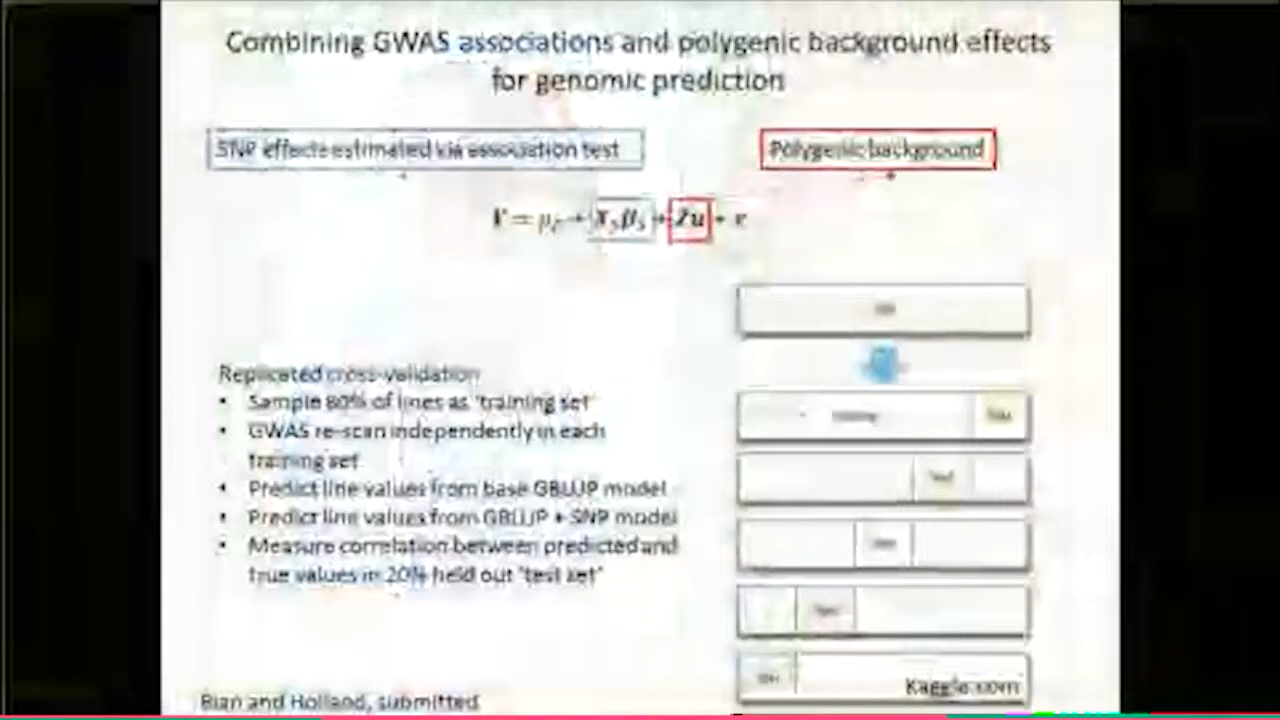 Combining GWAS associations and polygenic background effects
for genomic prediction
SNP effects estimated via association test
Polygenic background
Replicated cross-validation
• Sample 80% of lines as 'training set'
• GWAS re-scan independently in each
training set
• Predict line values from base GBLUP model
• Predict line values from GBLUP + SNP model
• Measure correlation between predicted and
true values in 20% held out 'test set'
Test
Kaggle.com
Bian and Holland, submitted